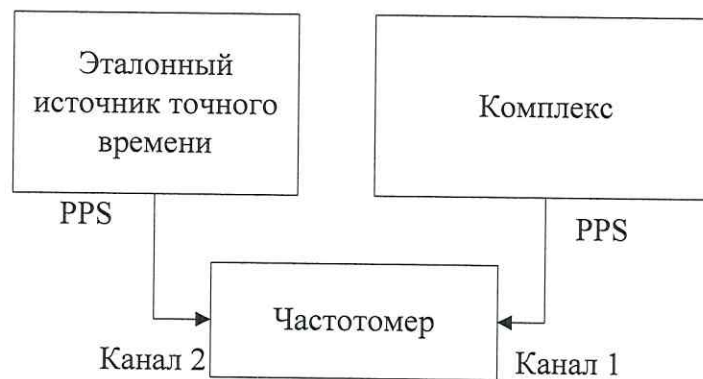 Эталонный
источник точного
времени
Комплекс
PPS
PPS
Частотомер
Канал 2
Канал 1